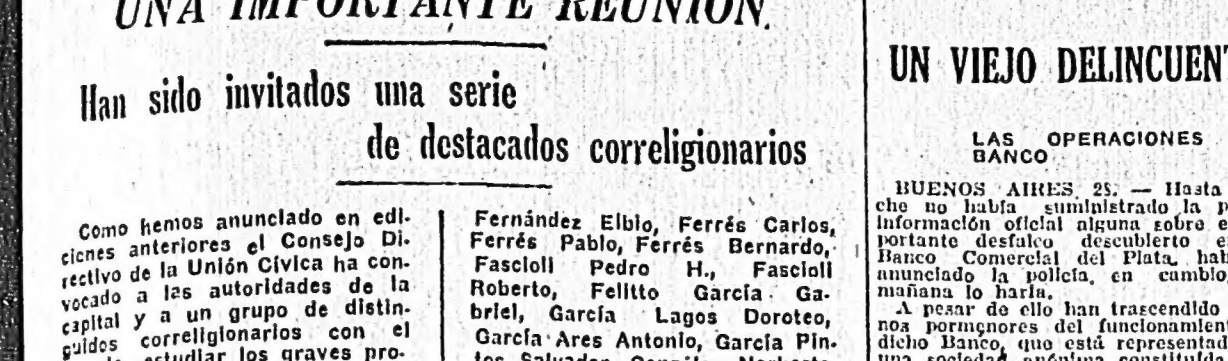 UNA IMPORTANTE REUNION.
Han sido invitados una serie
de destacados correligionarios
Como hemos anunciado en edi-
ciones anteriores el Consejo Di-
rectivo de la Unión Cívica ha con-
vocado a las autoridades de la
capital y a un grupo de distin-
guidos correligionarios con el
estudiar los graves pro-
Fernández Elbio, Ferrés Carlos,
Ferrés Pablo, Ferrés Bernardo,
Fascioli Pedro H., Fascioli
Roberto, Felitto García Ga-
briel, García Lagos Doroteo,
García Ares Antonio, García Pin-
tos Salvador,
UN VIEJO DELINCUENT
LAS OPERACIONES
BANCO
BUENOS AIRES, 28. — Hasta
che no había suministrado la p
información oficial alguna sobre e
portante desfalco descubierto e
Banco Comercial del Plata, hab
anunciado la policía, en cambio
mañana lo haría.
A pesar de ello han trascendido
nos pormenores del funcionamien
dicho Banco, que está representad
una sociedad anónima constituid